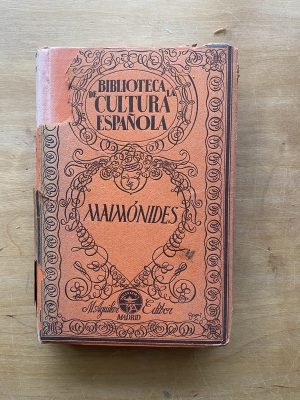 BIBLIOTECA
DE LA
CULTURA
ESPAÑOLA
MAIMÓNIDES
M. Aguilar Editor
MADRID